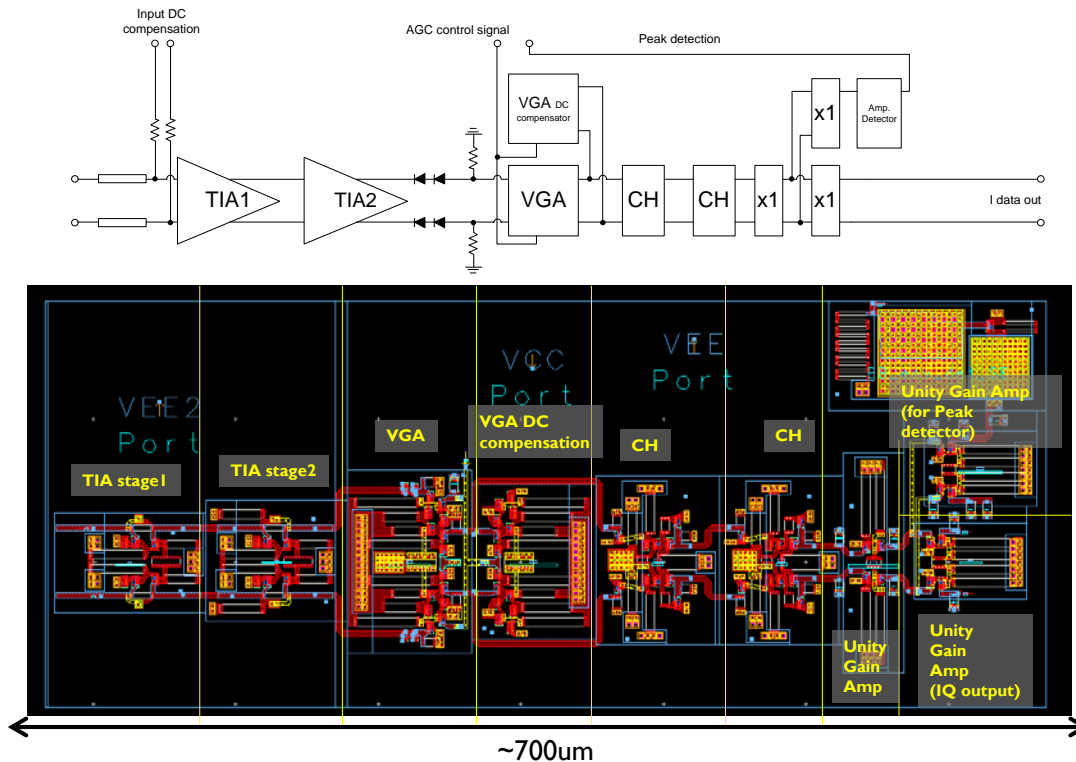 Input DC
compensation
AGC control signal
Peak detection
VGA DC
compensator
x1
Amp.
Detector
TIA1
TIA2
VGA
CH
CH
x1
x1
I data out
VEE2
Port
VCC
Port
VEE
Port
TIA stage1
TIA stage2
VGA
VGA DC
compensation
CH
CH
Unity Gain Amp
(for Peak
detector)
Unity
Gain
Amp
Unity
Gain
Amp
(IQ output)
~700um